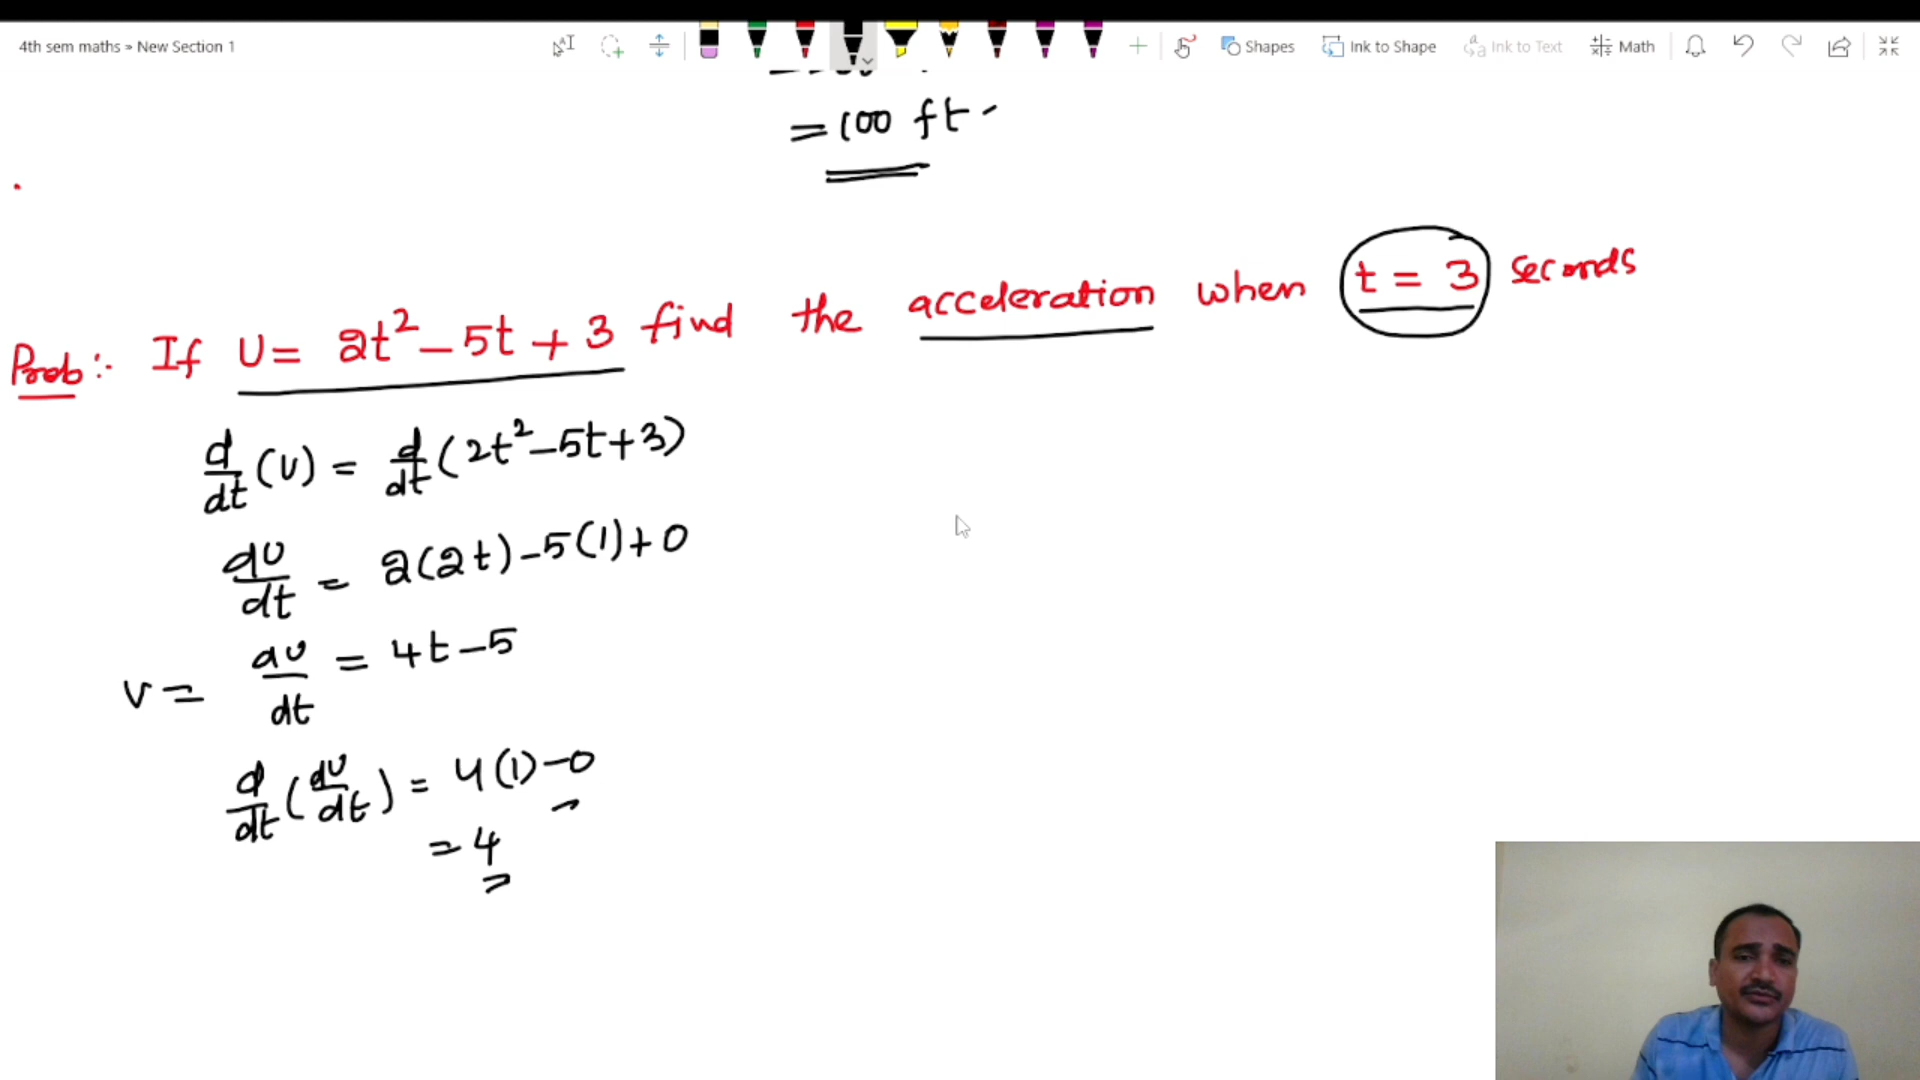 4th sem maths » New Section 1
Shapes
Ink to Shape
Ink to Text
Math
= 100 ft.
Prob:- If U = 2t² - 5t + 3 find the acceleration when t = 3 seconds
d/dt (U) = d/dt (2t² - 5t + 3)
dU/dt = 2(2t) - 5(1) + 0
v = dU/dt = 4t - 5
d/dt (dU/dt) = 4(1) - 0
= 4